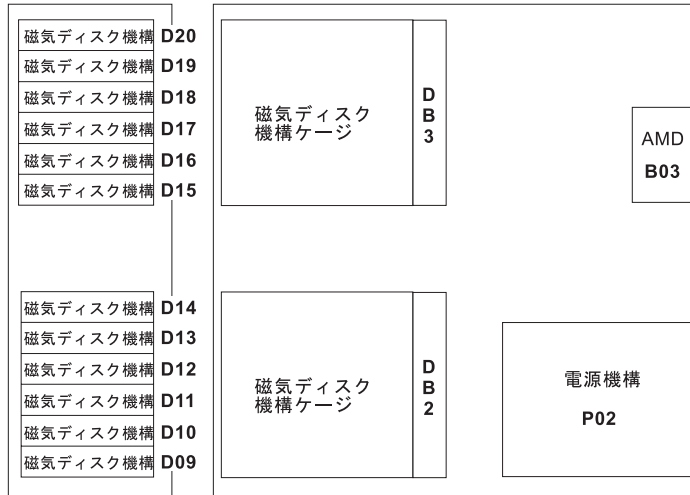 磁気ディスク機構 D20
磁気ディスク機構 D19
磁気ディスク機構 D18
磁気ディスク機構 D17
磁気ディスク機構 D16
磁気ディスク機構 D15
磁気ディスク
機構ケージ
D
B
3
AMD
B03
磁気ディスク機構 D14
磁気ディスク機構 D13
磁気ディスク機構 D12
磁気ディスク機構 D11
磁気ディスク機構 D10
磁気ディスク機構 D09
磁気ディスク
機構ケージ
D
B
2
電源機構
P02